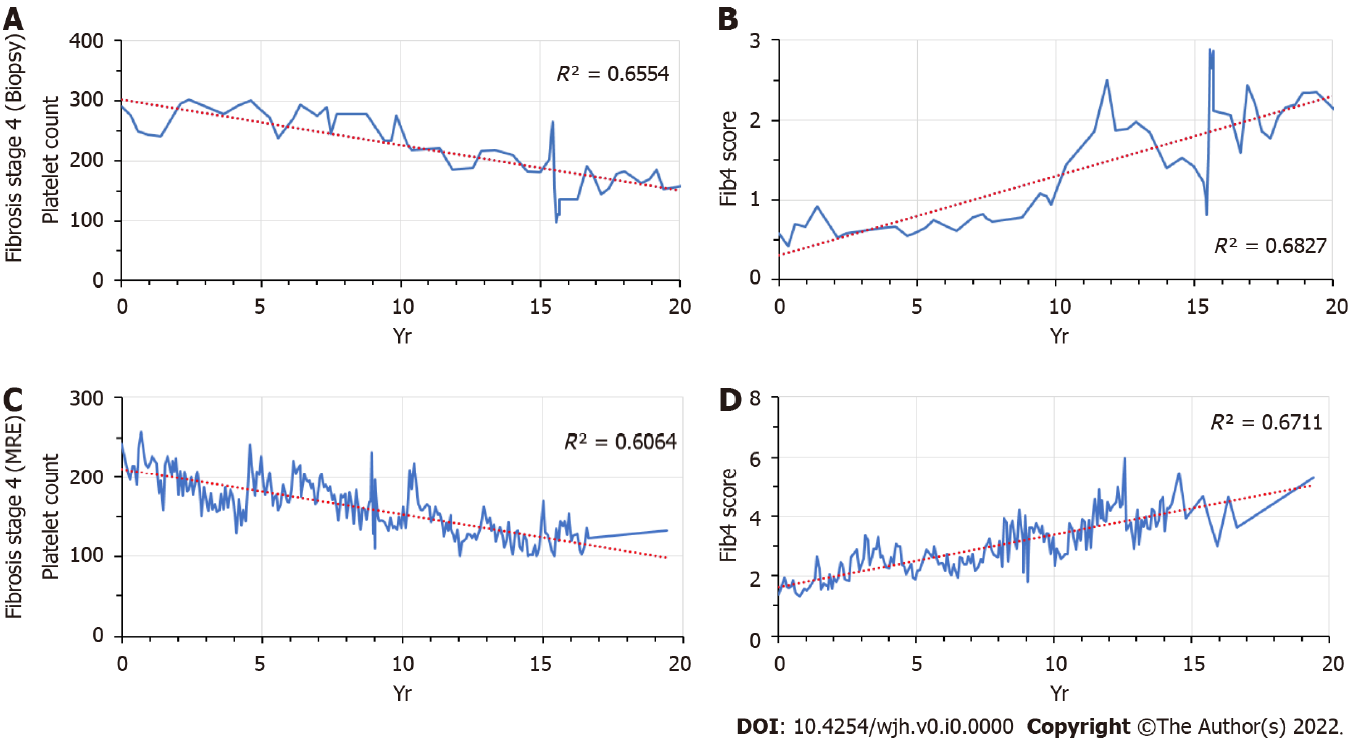 A
Fibrosis stage 4 (Biopsy)
Platelet count
400
300
200
100
0
R² = 0.6554
0 5 10 15 20
Yr
B
Fib4 score
3
2
1
0
R² = 0.6827
0 5 10 15 20
Yr
C
Fibrosis stage 4 (MRE)
Platelet count
300
200
100
0
R² = 0.6064
0 5 10 15 20
Yr
D
Fib4 score
8
6
4
2
0
R² = 0.6711
0 5 10 15 20
Yr
DOI: 10.4254/wjh.v0.i0.0000 Copyright ©The Author(s) 2022.